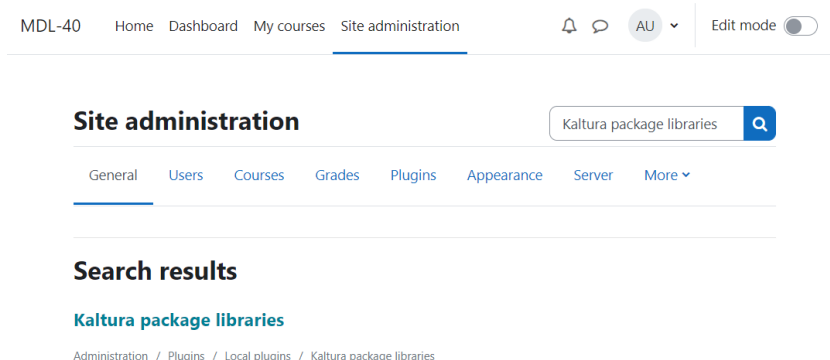 MDL-40 Home Dashboard My courses Site administration AU Edit mode
Site administration
Kaltura package libraries
General Users Courses Grades Plugins Appearance Server More
Search results
Kaltura package libraries
Administration / Plugins / Local plugins / Kaltura package libraries